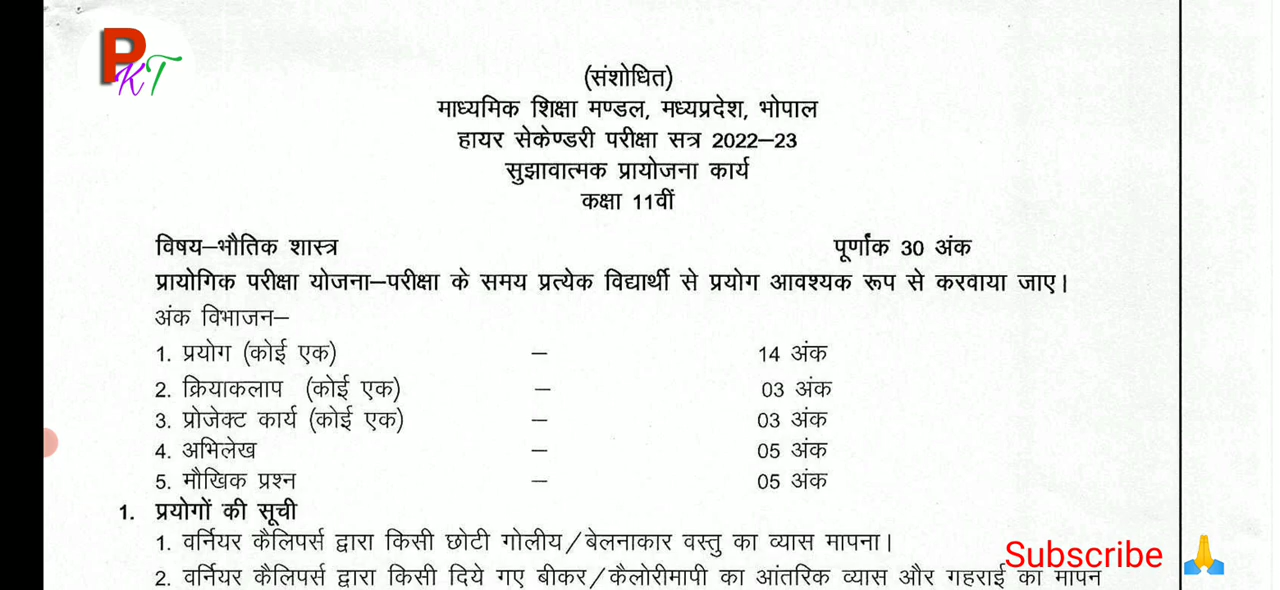 PKT
(संशोधित)
माध्यमिक शिक्षा मण्डल, मध्यप्रदेश, भोपाल
हायर सेकेण्डरी परीक्षा सत्र 2022–23
सुझावात्मक प्रायोजना कार्य
कक्षा 11वीं
विषय–भौतिक शास्त्र पूर्णांक 30 अंक
प्रायोगिक परीक्षा योजना–परीक्षा के समय प्रत्येक विद्यार्थी से प्रयोग आवश्यक रूप से करवाया जाए।
अंक विभाजन–
1. प्रयोग (कोई एक) – 14 अंक
2. क्रियाकलाप (कोई एक) – 03 अंक
3. प्रोजेक्ट कार्य (कोई एक) – 03 अंक
4. अभिलेख – 05 अंक
5. मौखिक प्रश्न – 05 अंक
1. प्रयोगों की सूची
1. वर्नियर कैलिपर्स द्वारा किसी छोटी गोलीय/बेलनाकार वस्तु का व्यास मापना।
2. वर्नियर कैलिपर्स द्वारा किसी दिये गए बीकर/कैलोरीमापी का आंतरिक व्यास और गहराई का मापन
Subscribe 🙏